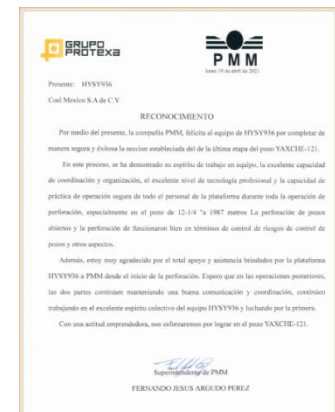 GRUPO
PROTEXA
PMM
lunes 19 de abril de 2021
Presente: HYSY936
Cosl Mexico S.A de C.V
RECONOCIMIENTO
Por medio del presente, la compañía PMM, felicita al equipo de HYSY936 por completar de
manera segura y éxitosa la seccion estableciada del de la última etapa del pozo YAXCHE-121.
En este proceso, se ha demostrado su espíritu de trabajo en equipo, la excelente capacidad
de coordinación y organización, el excelente nivel de tecnología profesional y la capacidad de
práctica de operación segura de todo el personal de la plataforma durante toda la operación de
perforación, especialmente en el pozo de 12-1/4 "a 1987 metros La perforación de pozos
abiertos y la perforación de funcionaron bien en términos de control de riesgos de control de
pozos y otros aspectos.
Además, estoy muy agradecido por el total apoyo y asistencia brindados por la plataforma
HYSY936 a PMM desde el inicio de la perforación. Espero que en las operaciones posteriores,
las dos partes continúen manteniendo una buena comunicación y coordinación, continúen
trabajando en el excelente espíritu colectivo del equipo HYSY936 y luchando por la primera.
Con una actitud emprendedora, nos esforzaremos por lograr en el pozo YAXCHE-121.
Superintendente de PMM
FERNANDO JESUS ARGUDO PEREZ